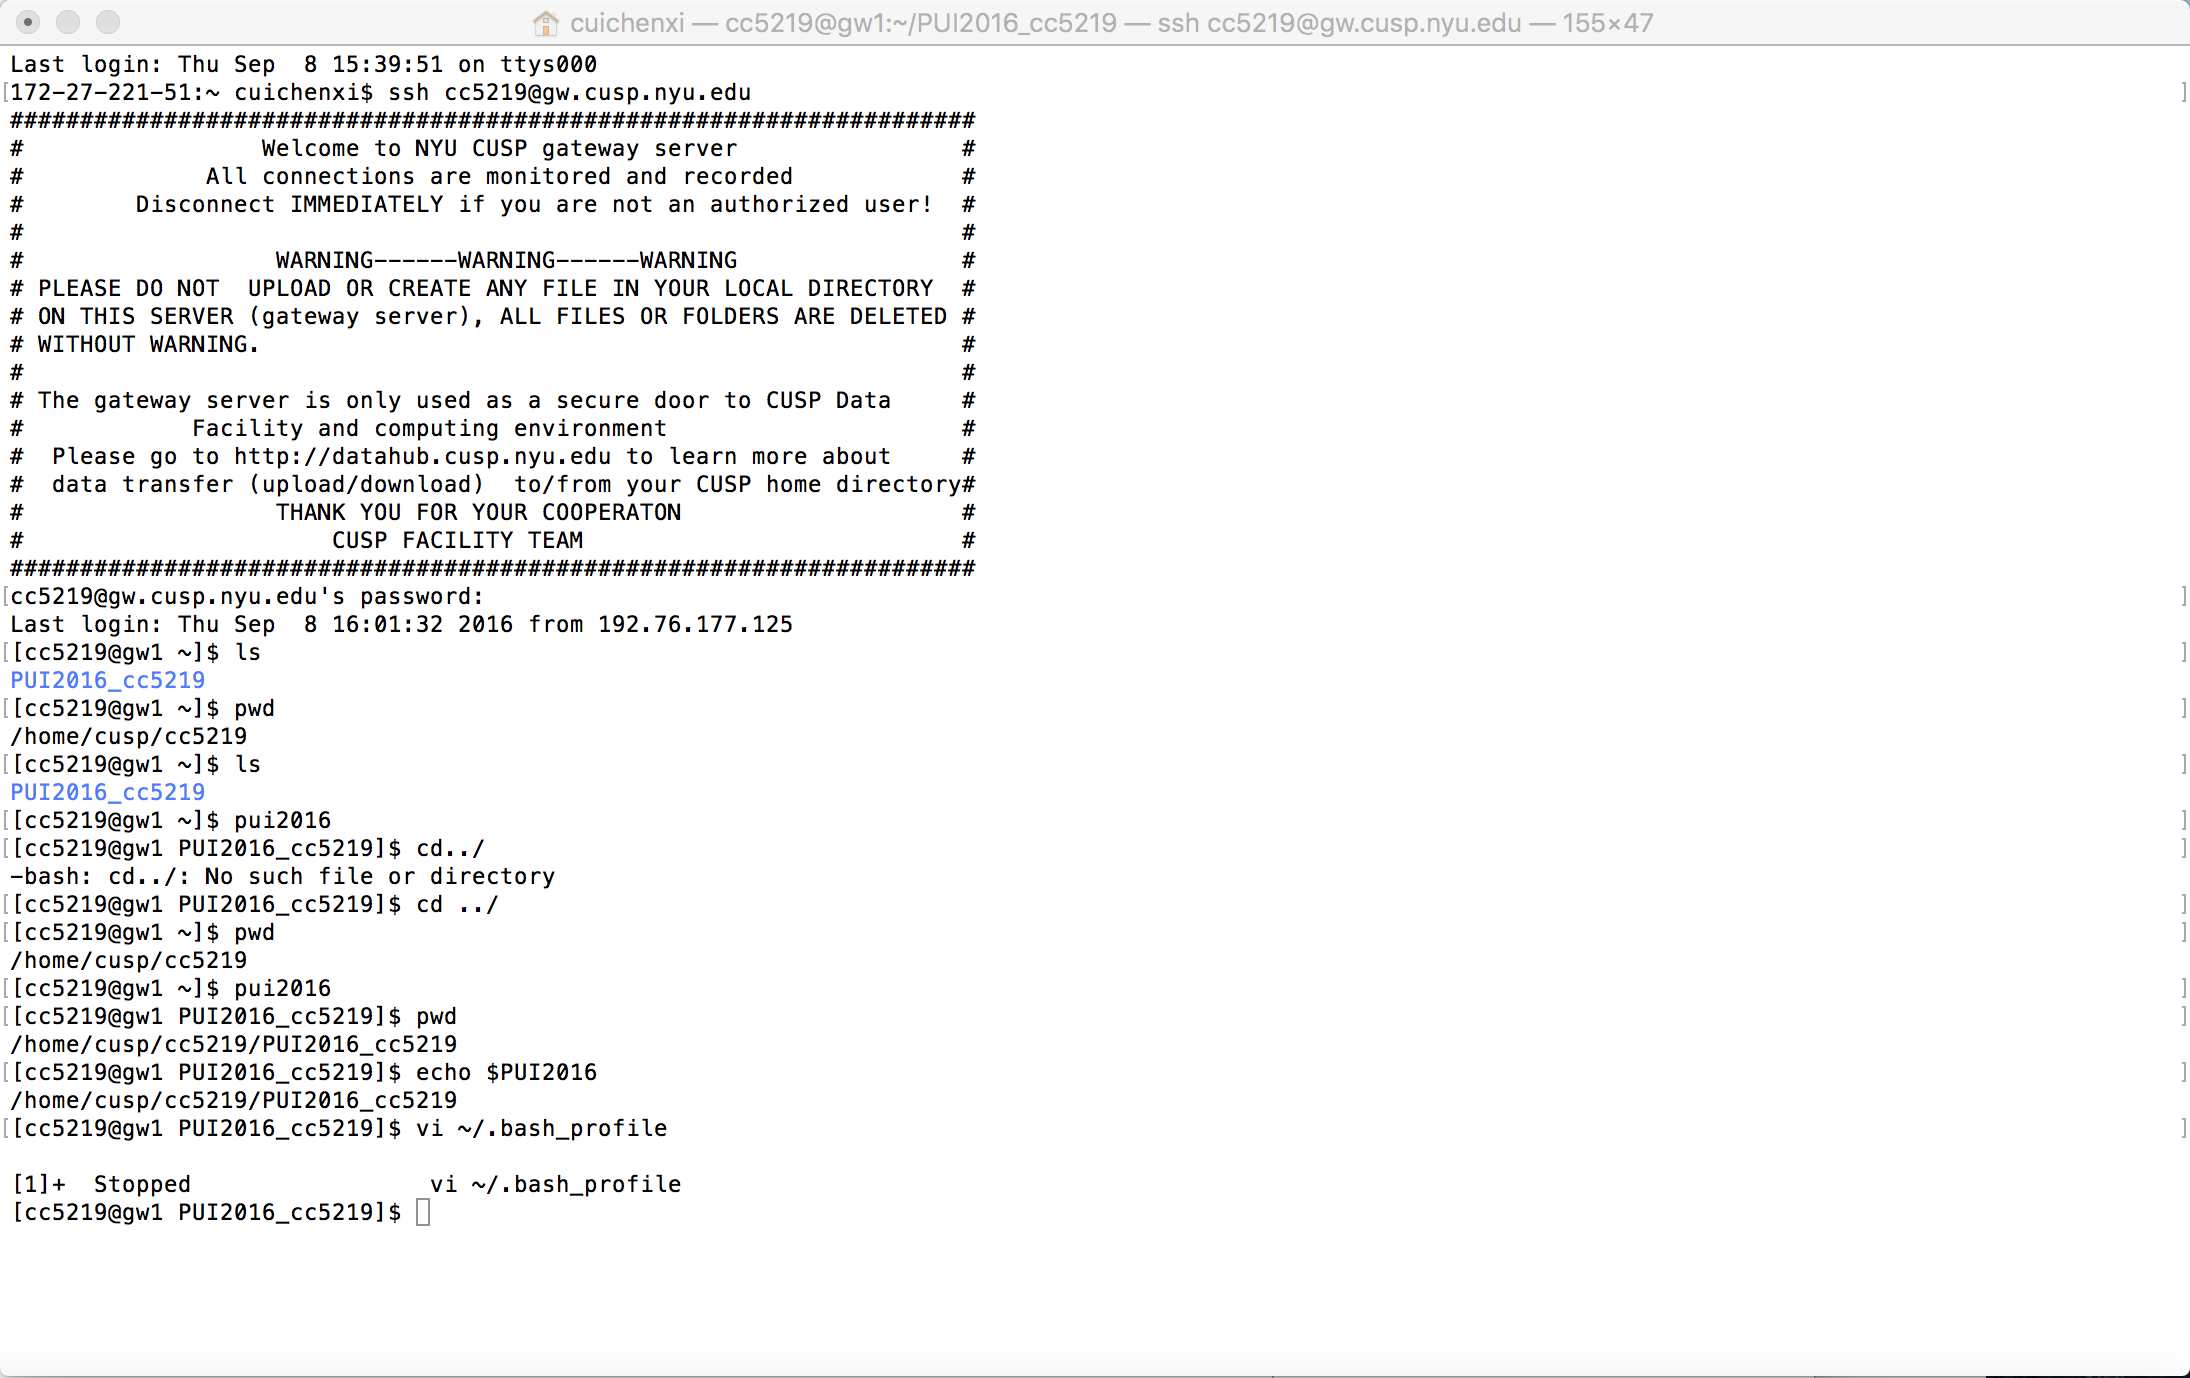 cuichenxi — cc5219@gw1:~/PUI2016_cc5219 — ssh cc5219@gw.cusp.nyu.edu — 155×47
Last login: Thu Sep  8 15:39:51 on ttys000
[172-27-221-51:~ cuichenxi$ ssh cc5219@gw.cusp.nyu.edu ]
#####################################################################
#                 Welcome to NYU CUSP gateway server                #
#             All connections are monitored and recorded            #
#        Disconnect IMMEDIATELY if you are not an authorized user!  #
#                                                                   #
#                  WARNING------WARNING------WARNING                #
# PLEASE DO NOT  UPLOAD OR CREATE ANY FILE IN YOUR LOCAL DIRECTORY  #
# ON THIS SERVER (gateway server), ALL FILES OR FOLDERS ARE DELETED #
# WITHOUT WARNING.                                                  #
#                                                                   #
# The gateway server is only used as a secure door to CUSP Data     #
#            Facility and computing environment                     #
#  Please go to http://datahub.cusp.nyu.edu to learn more about     #
#  data transfer (upload/download)  to/from your CUSP home directory#
#                  THANK YOU FOR YOUR COOPERATON                    #
#                      CUSP FACILITY TEAM                           #
#####################################################################
[cc5219@gw.cusp.nyu.edu's password: ]
Last login: Thu Sep  8 16:01:32 2016 from 192.76.177.125
[[cc5219@gw1 ~]$ ls ]
PUI2016_cc5219
[[cc5219@gw1 ~]$ pwd ]
/home/cusp/cc5219
[[cc5219@gw1 ~]$ ls ]
PUI2016_cc5219
[[cc5219@gw1 ~]$ pui2016 ]
[[cc5219@gw1 PUI2016_cc5219]$ cd../ ]
-bash: cd../: No such file or directory
[[cc5219@gw1 PUI2016_cc5219]$ cd ../ ]
[[cc5219@gw1 ~]$ pwd ]
/home/cusp/cc5219
[[cc5219@gw1 ~]$ pui2016 ]
[[cc5219@gw1 PUI2016_cc5219]$ pwd ]
/home/cusp/cc5219/PUI2016_cc5219
[[cc5219@gw1 PUI2016_cc5219]$ echo $PUI2016 ]
/home/cusp/cc5219/PUI2016_cc5219
[[cc5219@gw1 PUI2016_cc5219]$ vi ~/.bash_profile ]
[1]+  Stopped                 vi ~/.bash_profile
[cc5219@gw1 PUI2016_cc5219]$